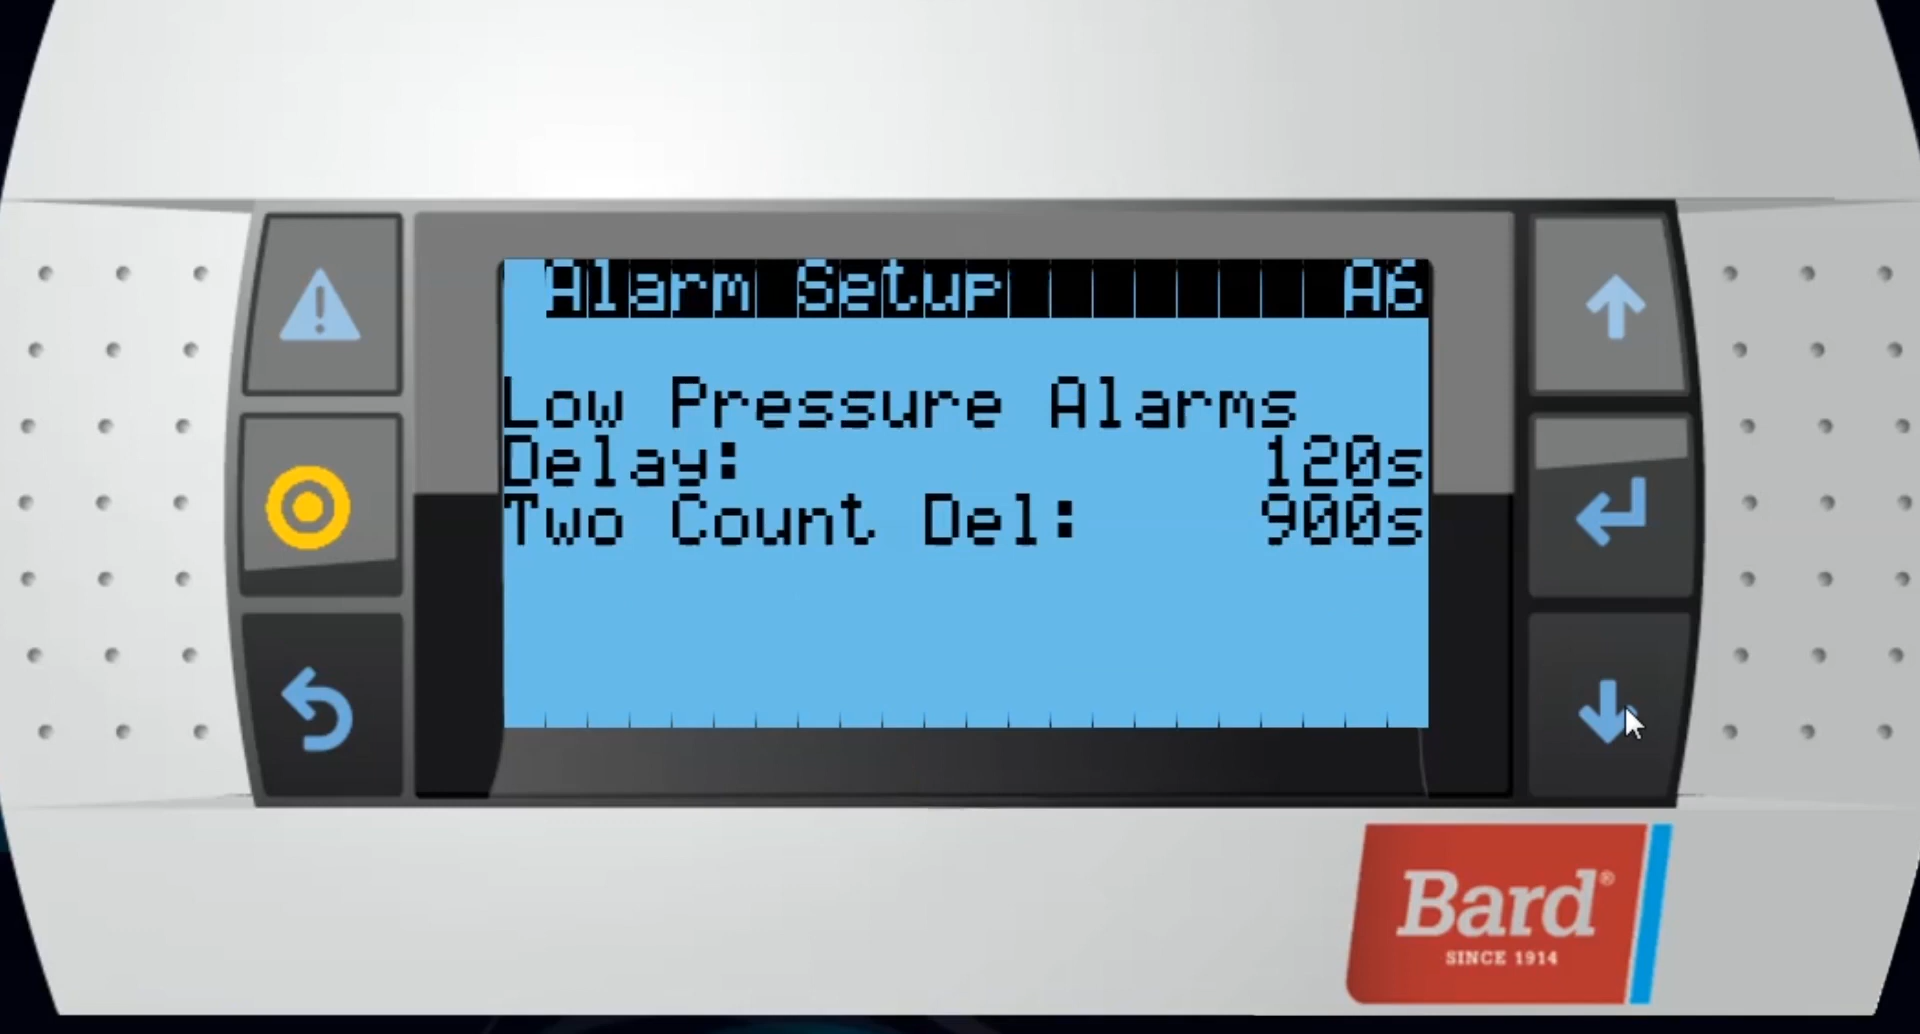 Alarm Setup A6
Low Pressure Alarms
Delay: 120s
Two Count Del: 900s
Bard®
SINCE 1914